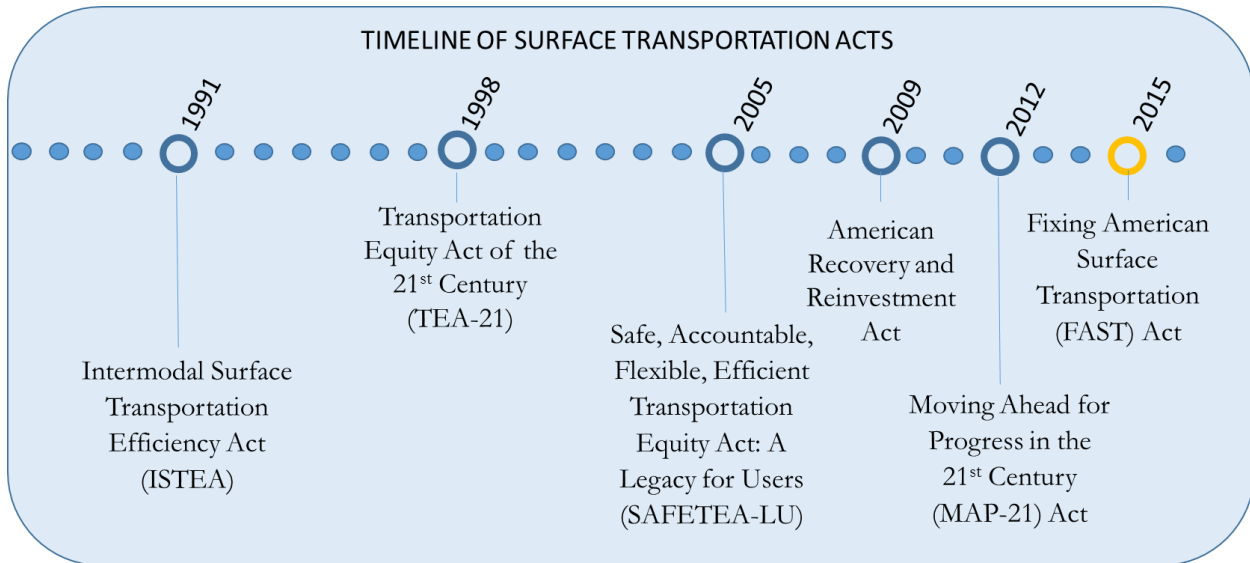 TIMELINE OF SURFACE TRANSPORTATION ACTS
1991
1998
2005
2009
2012
2015
Intermodal Surface
Transportation
Efficiency Act
(ISTEA)
Transportation
Equity Act of the
21st Century
(TEA-21)
Safe, Accountable,
Flexible, Efficient
Transportation
Equity Act: A
Legacy for Users
(SAFETEA-LU)
American
Recovery and
Reinvestment
Act
Moving Ahead for
Progress in the
21st Century
(MAP-21) Act
Fixing American
Surface
Transportation
(FAST) Act